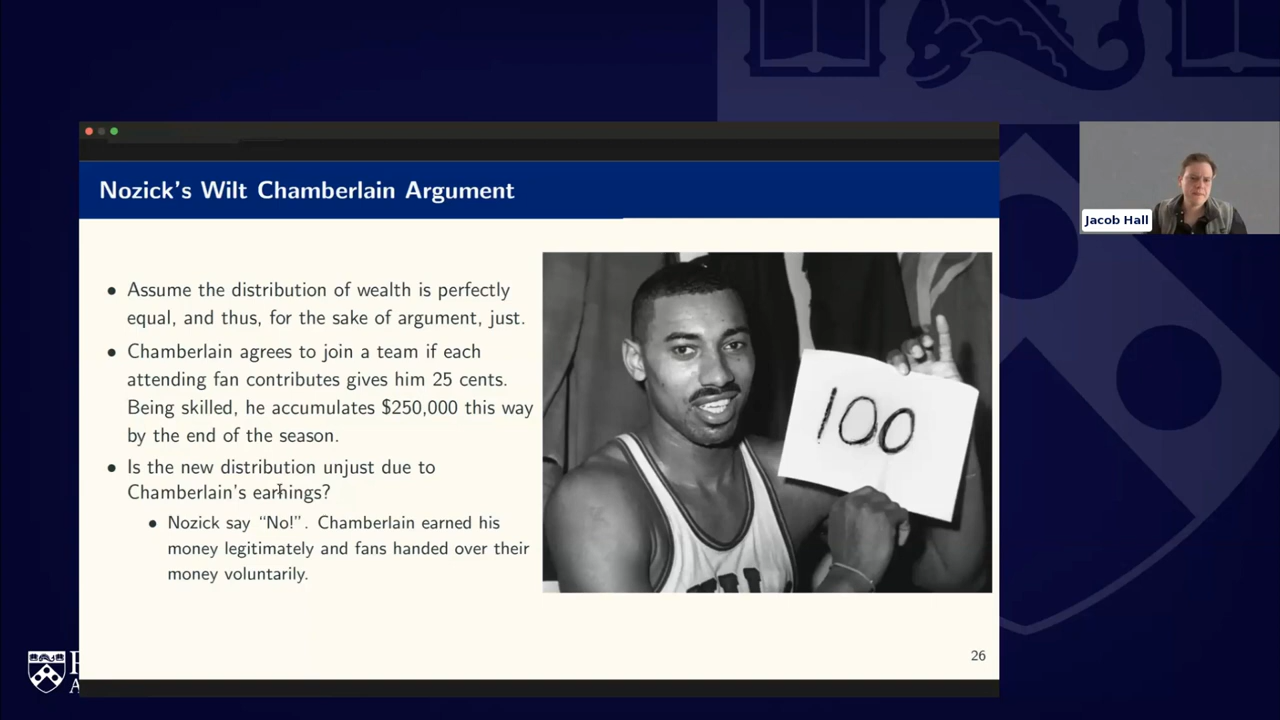 Nozick's Wilt Chamberlain Argument
Jacob Hall
• Assume the distribution of wealth is perfectly
equal, and thus, for the sake of argument, just.
• Chamberlain agrees to join a team if each
attending fan contributes gives him 25 cents.
Being skilled, he accumulates $250,000 this way
by the end of the season.
• Is the new distribution unjust due to
Chamberlain's earnings?
• Nozick say "No!". Chamberlain earned his
money legitimately and fans handed over their
money voluntarily.
100
26